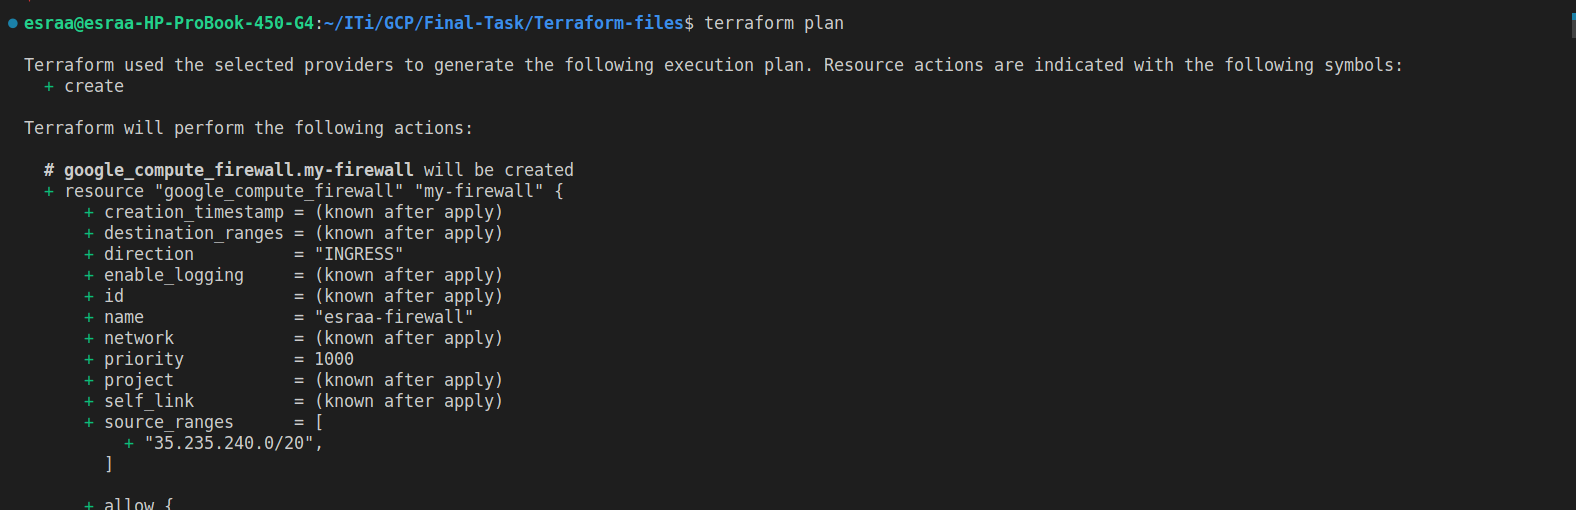 esraa@esraa-HP-ProBook-450-G4:~/ITi/GCP/Final-Task/Terraform-files$ terraform plan
Terraform used the selected providers to generate the following execution plan. Resource actions are indicated with the following symbols:
  + create
Terraform will perform the following actions:
  # google_compute_firewall.my-firewall will be created
  + resource "google_compute_firewall" "my-firewall" {
      + creation_timestamp = (known after apply)
      + destination_ranges = (known after apply)
      + direction          = "INGRESS"
      + enable_logging     = (known after apply)
      + id                 = (known after apply)
      + name               = "esraa-firewall"
      + network            = (known after apply)
      + priority           = 1000
      + project            = (known after apply)
      + self_link          = (known after apply)
      + source_ranges      = [
          + "35.235.240.0/20",
        ]
      + allow {